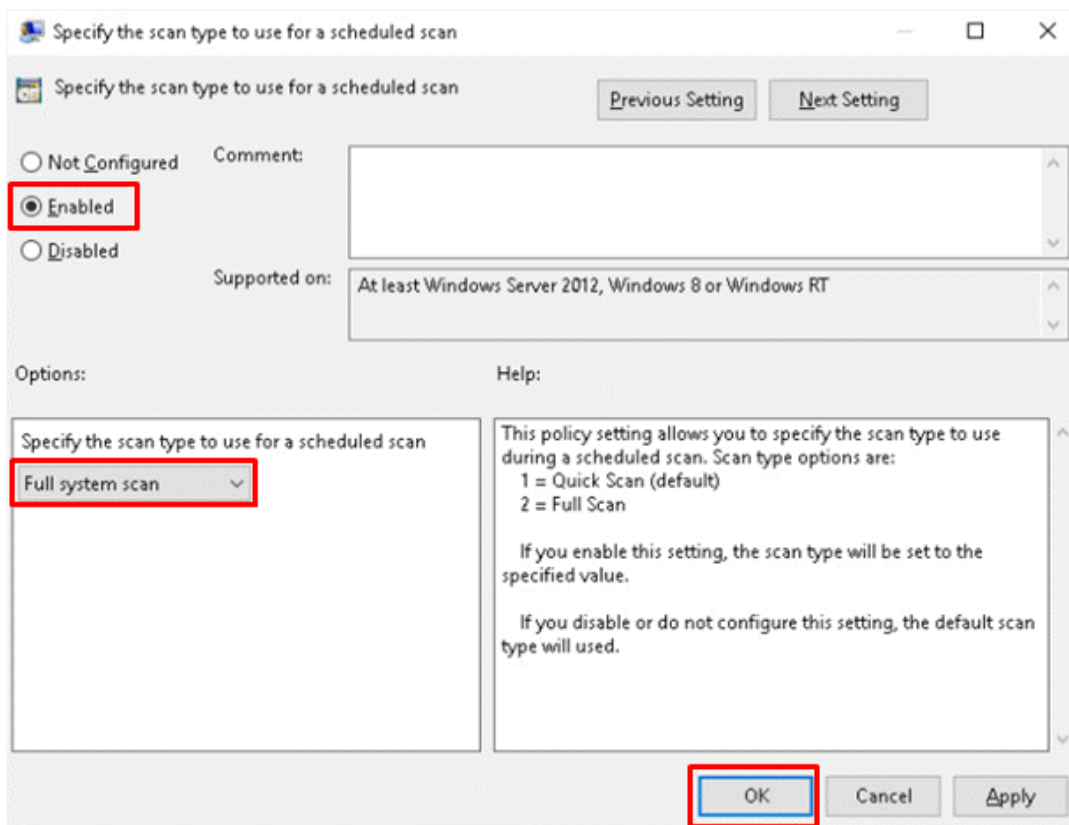 Specify the scan type to use for a scheduled scan
Specify the scan type to use for a scheduled scan
Previous Setting
Next Setting
Not Configured
Comment:
Enabled
Disabled
Supported on:
At least Windows Server 2012, Windows 8 or Windows RT
Options:
Help:
Specify the scan type to use for a scheduled scan
Full system scan
This policy setting allows you to specify the scan type to use
during a scheduled scan. Scan type options are:
1 = Quick Scan (default)
2 = Full Scan
If you enable this setting, the scan type will be set to the
specified value.
If you disable or do not configure this setting, the default scan
type will used.
OK
Cancel
Apply